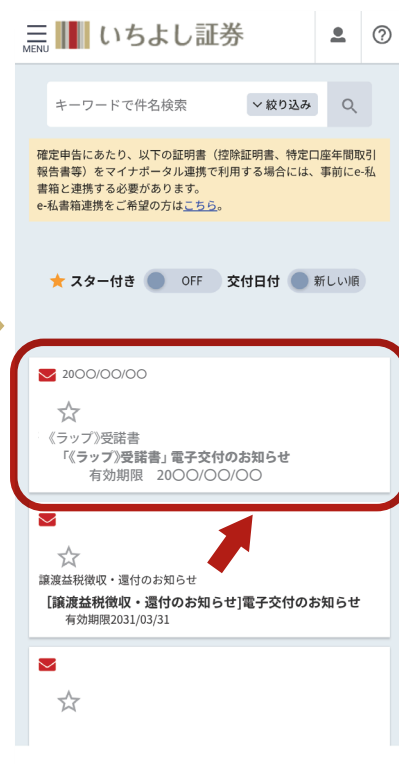 MENU
いちよし証券
キーワードで件名検索
絞り込み
確定申告にあたり、以下の証明書（控除証明書、特定口座年間取引
報告書等）をマイナポータル連携で利用する場合には、事前にe-私
書箱と連携する必要があります。
e-私書箱連携をご希望の方はこちら。
スター付き OFF 交付日付 新しい順
20〇〇/〇〇/〇〇
《ラップ》受諾書
「《ラップ》受諾書」電子交付のお知らせ
有効期限 20〇〇/〇〇/〇〇
譲渡益税徴収・還付のお知らせ
[譲渡益税徴収・還付のお知らせ]電子交付のお知らせ
有効期限2031/03/31